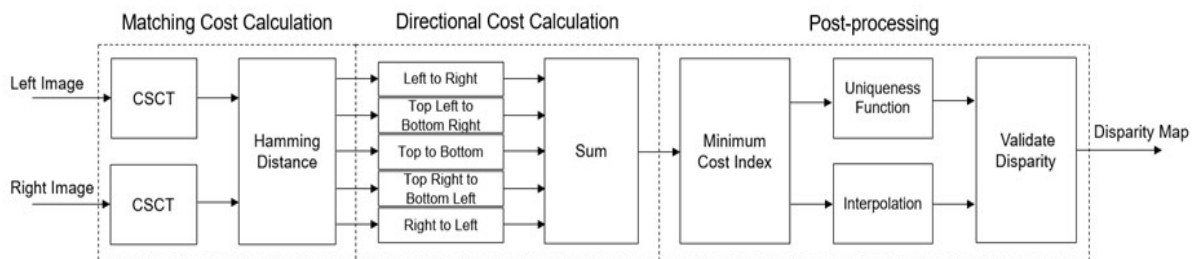 Matching Cost Calculation
Directional Cost Calculation
Post-processing
Left Image
Right Image
CSCT
CSCT
Hamming
Distance
Left to Right
Top Left to
Bottom Right
Top to Bottom
Top Right to
Bottom Left
Right to Left
Sum
Minimum
Cost Index
Uniqueness
Function
Interpolation
Validate
Disparity
Disparity Map